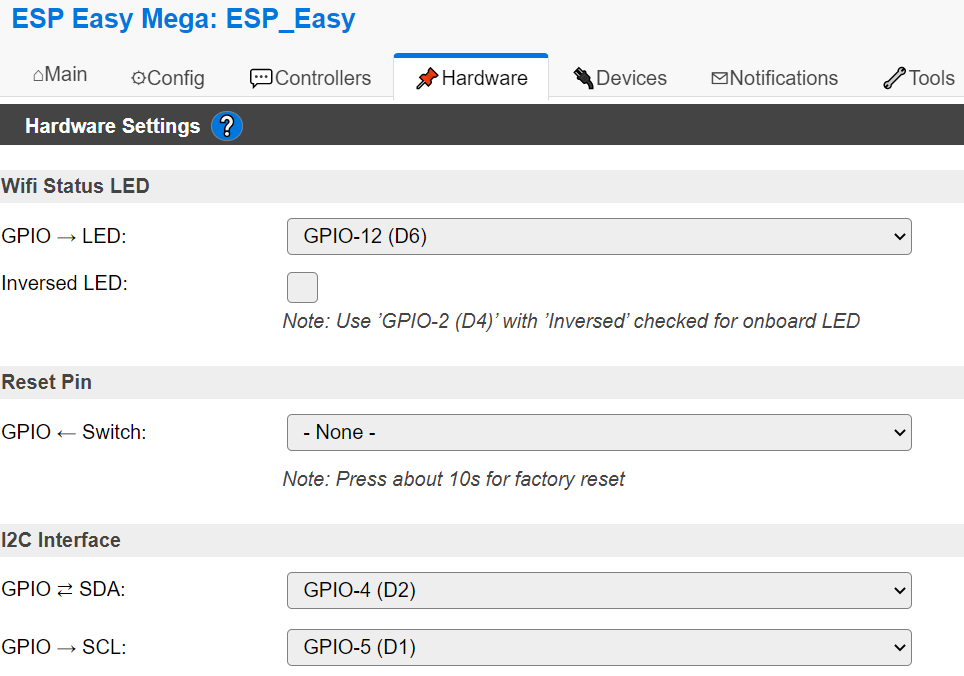 ESP Easy Mega: ESP_Easy
⌂Main ⚙Config 💬Controllers 📌Hardware 🔌Devices ✉Notifications 🔧Tools
Hardware Settings ?
Wifi Status LED
GPIO → LED: GPIO-12 (D6)
Inversed LED:
Note: Use ’GPIO-2 (D4)’ with ’Inversed’ checked for onboard LED
Reset Pin
GPIO ← Switch: - None -
Note: Press about 10s for factory reset
I2C Interface
GPIO ⇄ SDA: GPIO-4 (D2)
GPIO → SCL: GPIO-5 (D1)